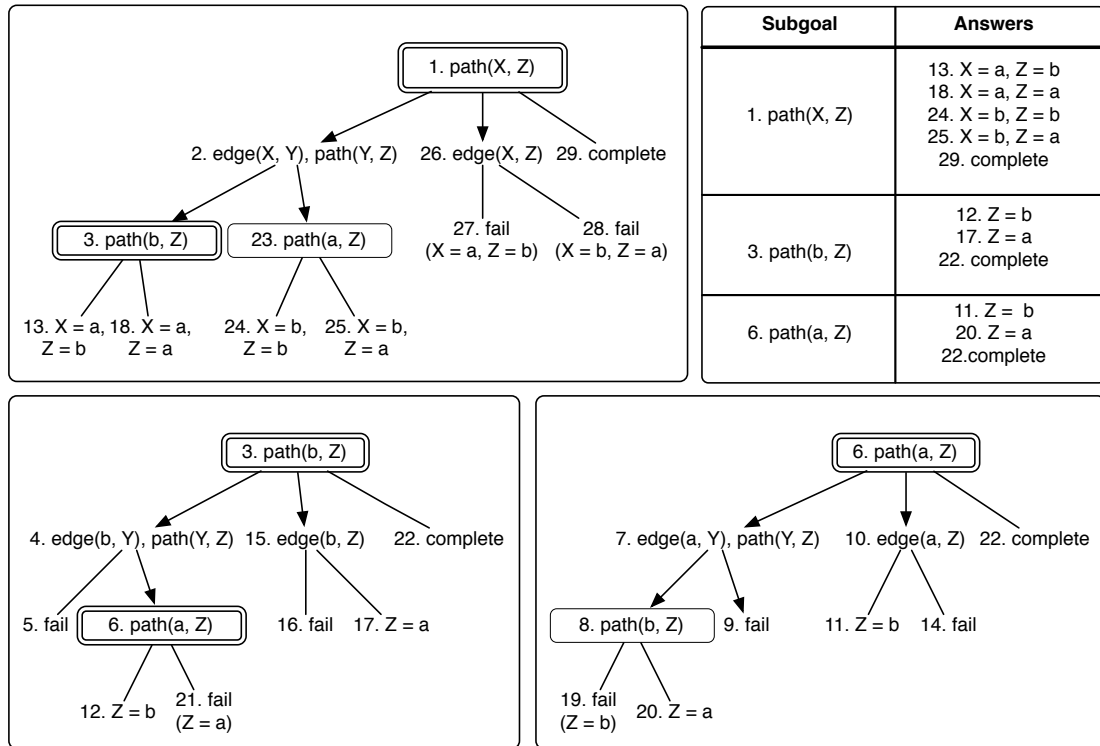 1. path(X, Z)
2. edge(X, Y), path(Y, Z)
26. edge(X, Z)
29. complete
3. path(b, Z)
23. path(a, Z)
27. fail
(X = a, Z = b)
28. fail
(X = b, Z = a)
13. X = a,
Z = b
18. X = a,
Z = a
24. X = b,
Z = b
25. X = b,
Z = a
Subgoal
Answers
1. path(X, Z)
13. X = a, Z = b
18. X = a, Z = a
24. X = b, Z = b
25. X = b, Z = a
29. complete
3. path(b, Z)
12. Z = b
17. Z = a
22. complete
6. path(a, Z)
11. Z = b
20. Z = a
22.complete
3. path(b, Z)
4. edge(b, Y), path(Y, Z)
15. edge(b, Z)
22. complete
5. fail
6. path(a, Z)
16. fail
17. Z = a
12. Z = b
21. fail
(Z = a)
6. path(a, Z)
7. edge(a, Y), path(Y, Z)
10. edge(a, Z)
22. complete
8. path(b, Z)
9. fail
11. Z = b
14. fail
19. fail
(Z = b)
20. Z = a